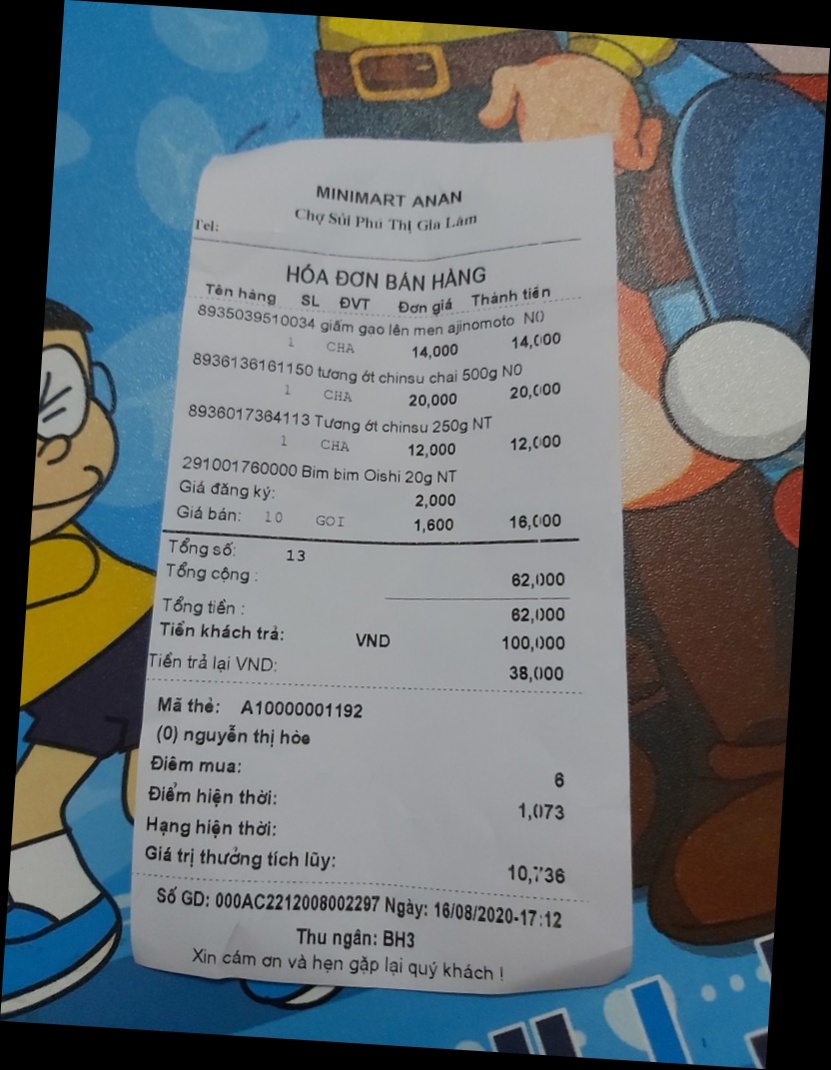 MINIMART ANAN
Chợ Sủi Phú Thị Gia Lâm
Tel:
HÓA ĐƠN BÁN HÀNG
Tên hàng SL ĐVT Đơn giá Thành tiền
8935039510034 giấm gạo lên men ajinomoto NO
1 CHA 14,000 14,000
8936136161150 tương ớt chinsu chai 500g NO
1 CHA 20,000 20,000
8936017364113 Tương ớt chinsu 250g NT
1 CHA 12,000 12,000
291001760000 Bim bim Oishi 20g NT
Giá đăng ký: 2,000
Giá bán: 10 GOI 1,600 16,000
Tổng số: 13
Tổng cộng : 62,000
Tổng tiền : 62,000
Tiền khách trả: VND 100,000
Tiền trả lại VND: 38,000
Mã thẻ: A10000001192
(0) nguyễn thị hòe
Điểm mua: 6
Điểm hiện thời: 1,073
Hạng hiện thời:
Giá trị thưởng tích lũy: 10,736
Số GD: 000AC2212008002297 Ngày: 16/08/2020-17:12
Thu ngân: BH3
Xin cám ơn và hẹn gặp lại quý khách !